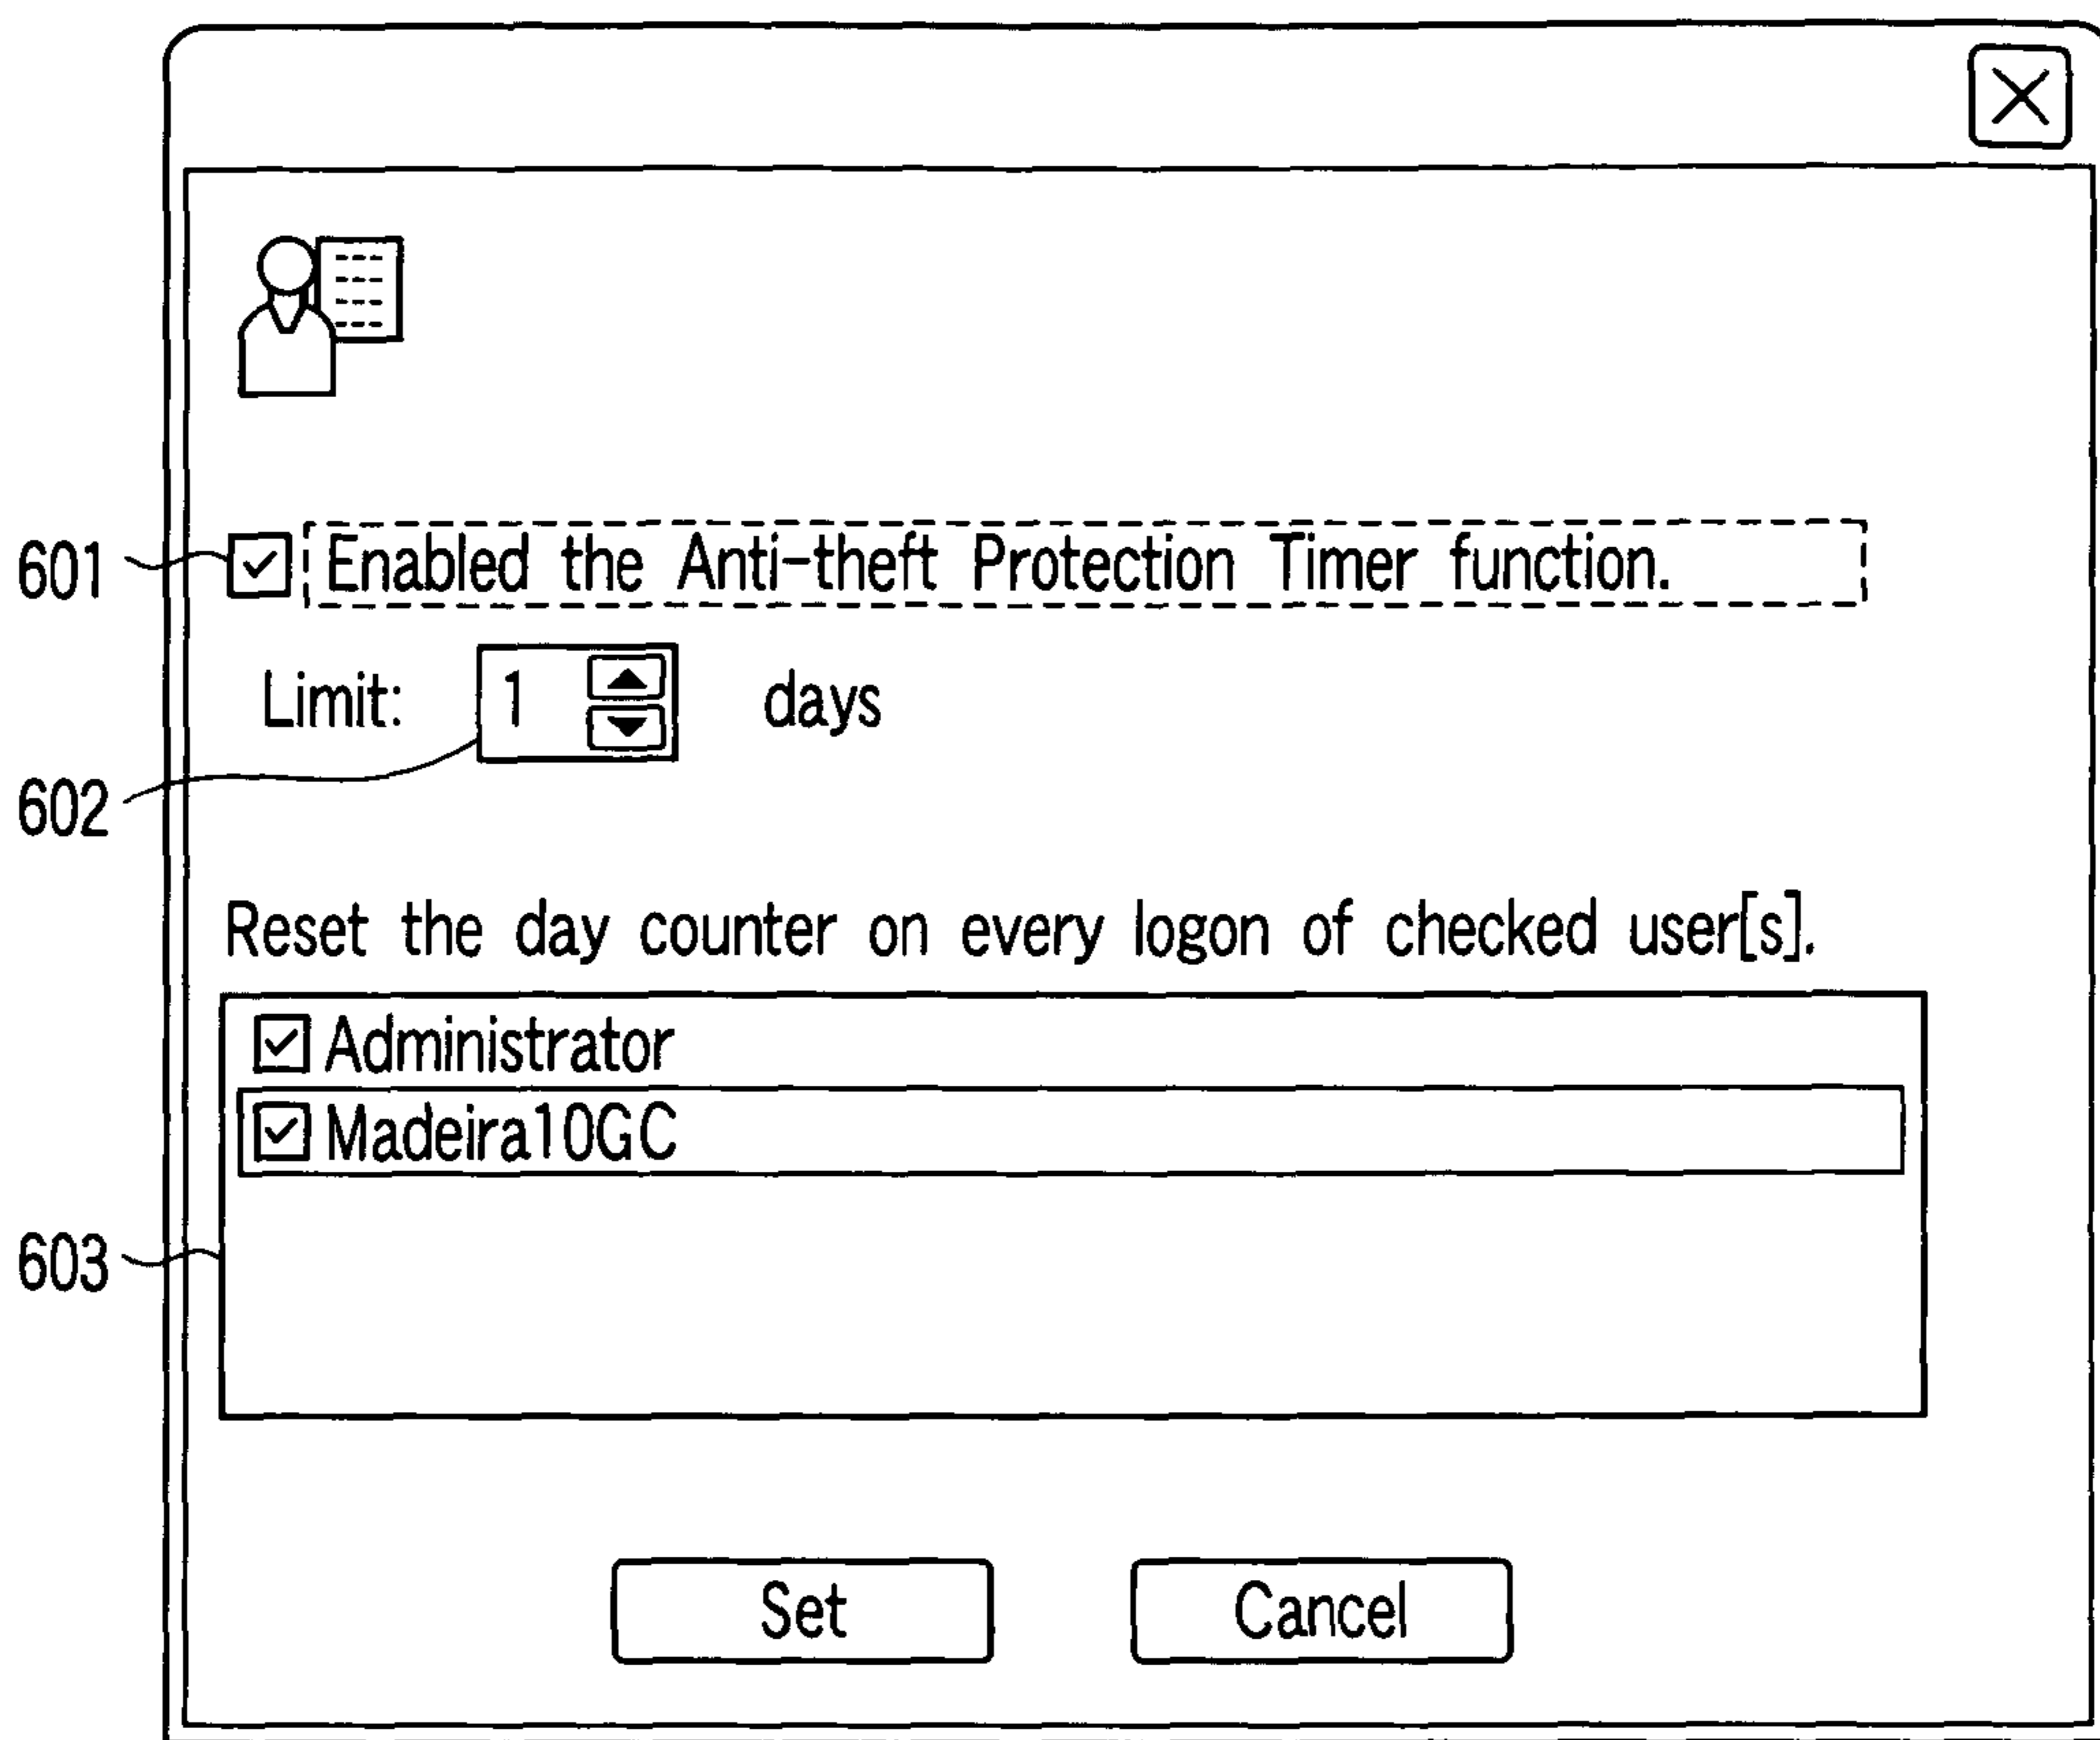 601 Enabled the Anti-theft Protection Timer function.
Limit: 1 days
602
Reset the day counter on every logon of checked user[s].
Administrator
Madeira10GC
603
Set Cancel